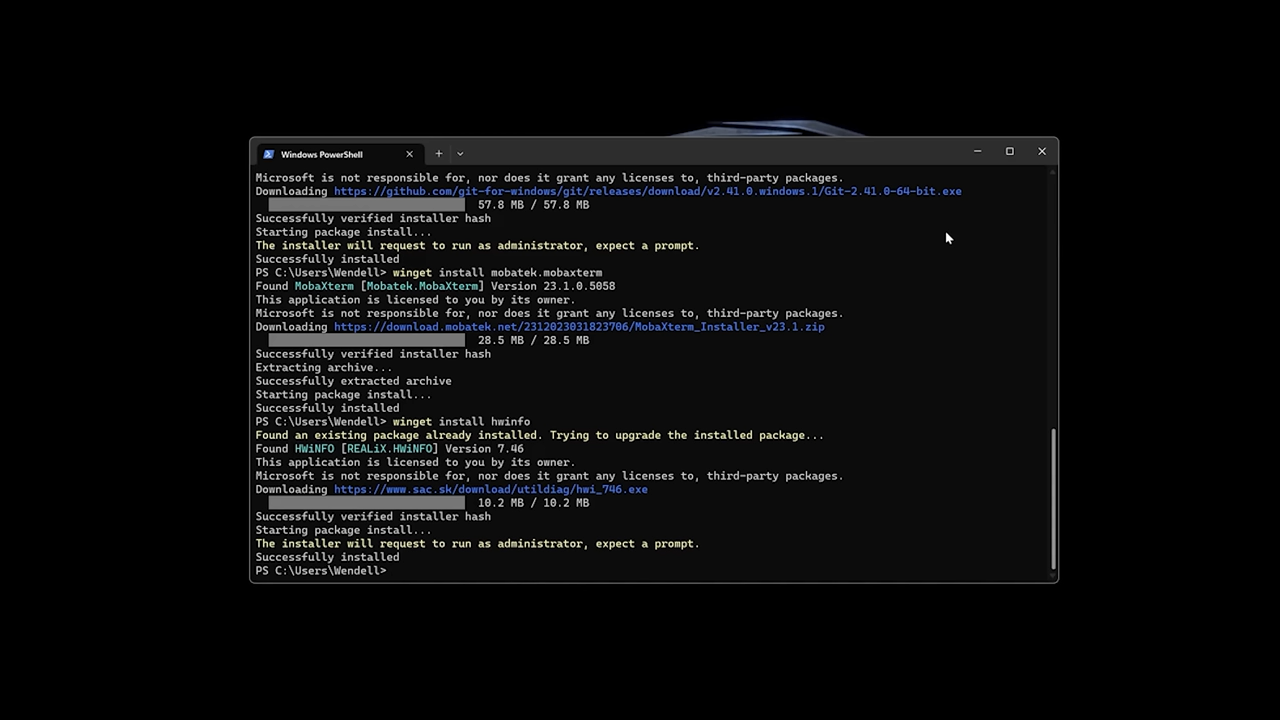 Windows PowerShell
Microsoft is not responsible for, nor does it grant any licenses to, third-party packages.
Downloading https://github.com/git-for-windows/git/releases/download/v2.41.0.windows.1/Git-2.41.0-64-bit.exe
57.8 MB / 57.8 MB
Successfully verified installer hash
Starting package install...
The installer will request to run as administrator, expect a prompt.
Successfully installed
PS C:\Users\Wendell> winget install mobatek.mobaxterm
Found MobaXterm [Mobatek.MobaXterm] Version 23.1.0.5058
This application is licensed to you by its owner.
Microsoft is not responsible for, nor does it grant any licenses to, third-party packages.
Downloading https://download.mobatek.net/2312023031823706/MobaXterm_Installer_v23.1.zip
28.5 MB / 28.5 MB
Successfully verified installer hash
Extracting archive...
Successfully extracted archive
Starting package install...
Successfully installed
PS C:\Users\Wendell> winget install hwinfo
Found an existing package already installed. Trying to upgrade the installed package...
Found HWiNFO [REALiX.HWiNFO] Version 7.46
This application is licensed to you by its owner.
Microsoft is not responsible for, nor does it grant any licenses to, third-party packages.
Downloading https://www.sac.sk/download/utildiag/hwi_746.exe
10.2 MB / 10.2 MB
Successfully verified installer hash
Starting package install...
The installer will request to run as administrator, expect a prompt.
Successfully installed
PS C:\Users\Wendell>